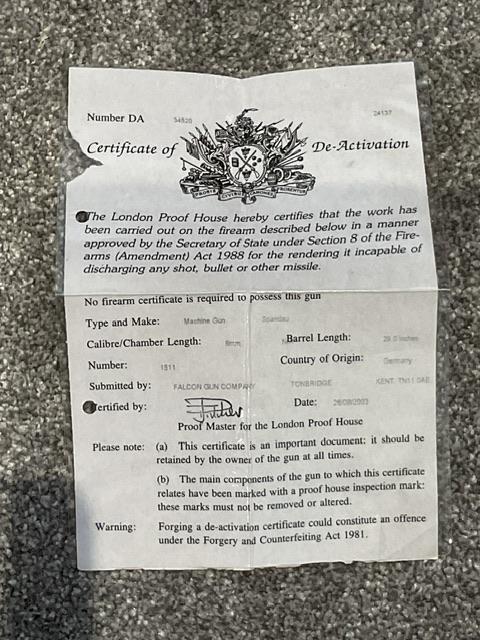 Number DA 34820 24137
Certificate of De-Activation
The London Proof House hereby certifies that the work has
been carried out on the firearm described below in a manner
approved by the Secretary of State under Section 8 of the Fire-
arms (Amendment) Act 1988 for the rendering it incapable of
discharging any shot, bullet or other missile.
No firearm certificate is required to possess this gun
Type and Make: Machine Gun Spandau
Calibre/Chamber Length: 8mm Barrel Length:
Number: 1811 Country of Origin: Germany
Submitted by: FALCON GUN COMPANY TONBRIDGE KENT. TN11 0AE
Certified by: Date: 26/08/2003
Proof Master for the London Proof House
Please note: (a) This certificate is an important document: it should be
retained by the owner of the gun at all times.
(b) The main components of the gun to which this certificate
relates have been marked with a proof house inspection mark:
these marks must not be removed or altered.
Warning: Forging a de-activation certificate could constitute an offence
under the Forgery and Counterfeiting Act 1981.